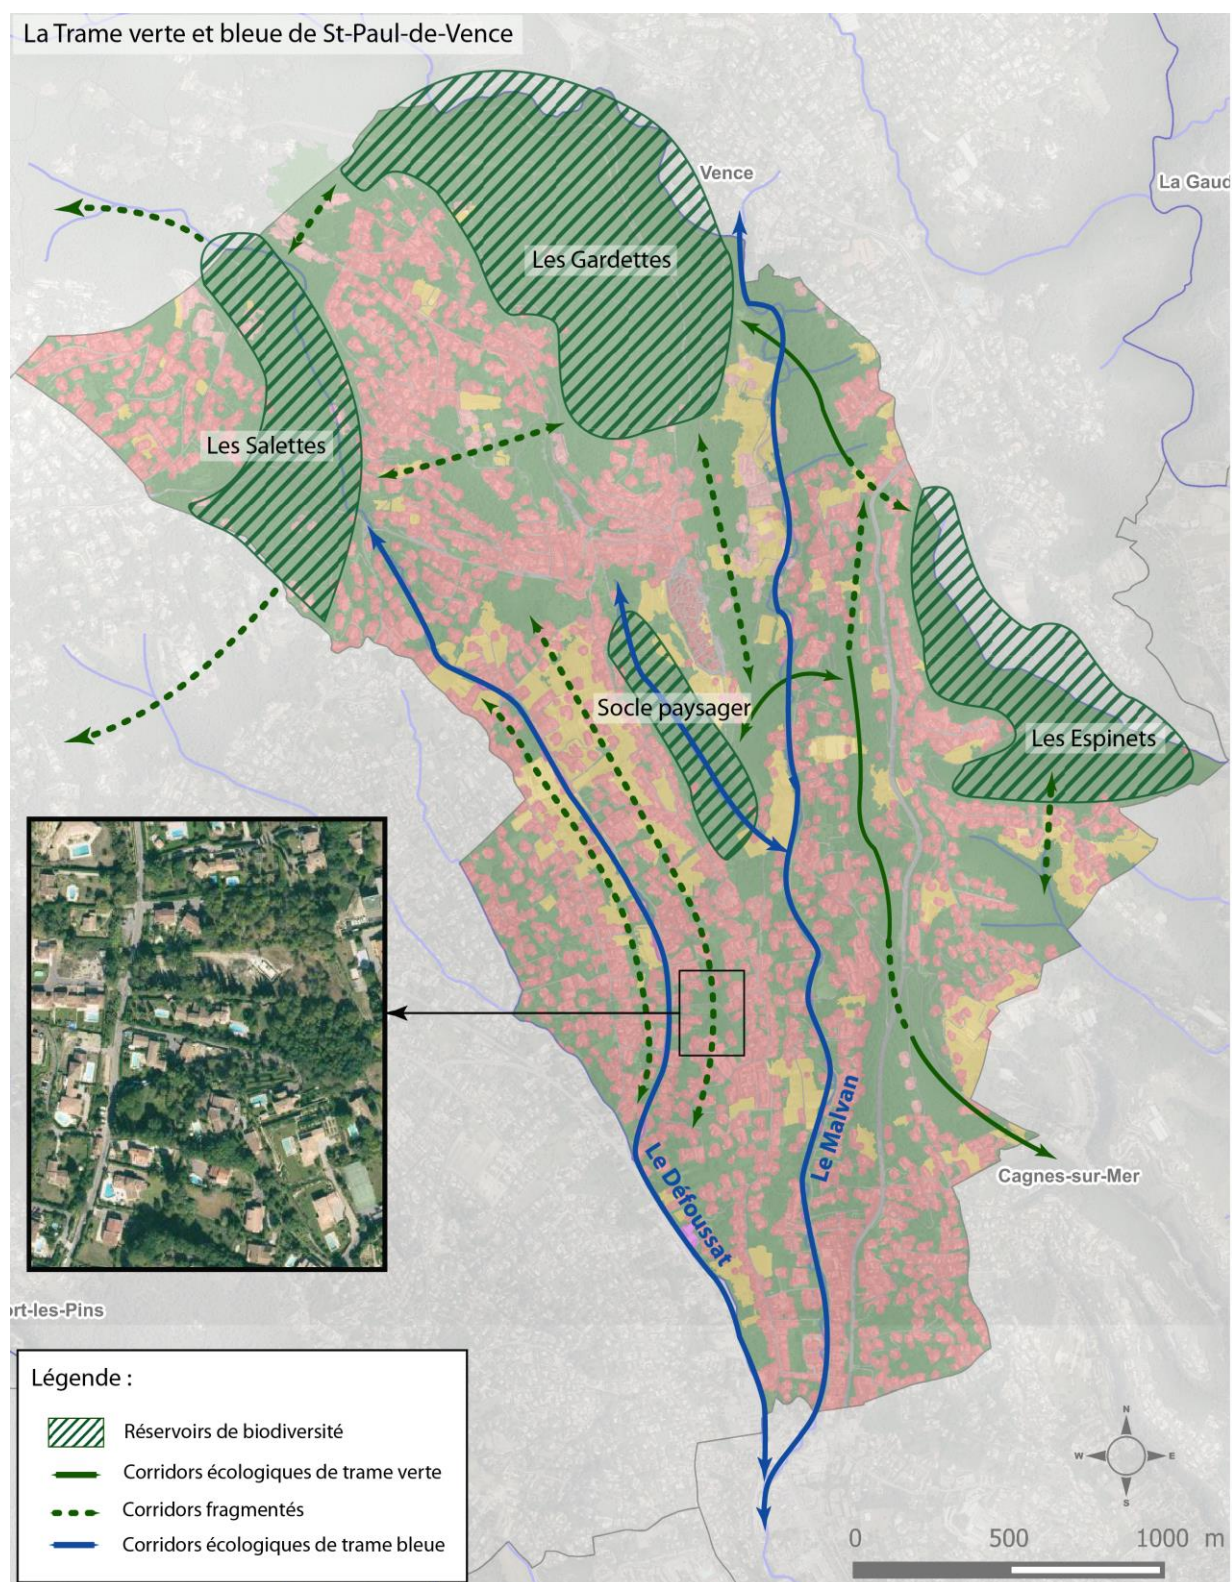 La Trame verte et bleue de St-Paul-de-Vence
Vence
La Gaud
Les Gardettes
Les Salettes
Socle paysager
Les Espinets
Le Malvan
Le Défoussat
Cagnes-sur-Mer
ort-les-Pins
Légende :
Réservoirs de biodiversité
Corridors écologiques de trame verte
Corridors fragmentés
Corridors écologiques de trame bleue
N
W
E
S
0 500 1000 m